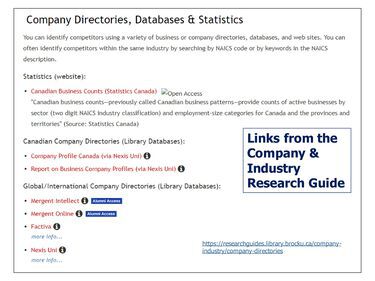 Company Directories, Databases & Statistics
You can identify competitors using a variety of business or company directories, databases, and web sites. You can
often identify competitors within the same industry by searching by NAICS code or by keywords in the NAICS
description.
Statistics (website):
• Canadian Business Counts (Statistics Canada) Open Access
"Canadian business counts—previously called Canadian business patterns—provide counts of active businesses by
sector (two digit NAICS industry classification) and employment-size categories for Canada and the provinces and
territories" (Source: Statistics Canada)
Canadian Company Directories (Library Databases):
• Company Profile Canada (via Nexis Uni)
• Report on Business Company Profiles (via Nexis Uni)
Global/International Company Directories (Library Databases):
• Mergent Intellect Alumni Access
• Mergent Online Alumni Access
• Factiva
more info...
• Nexis Uni
more info...
Links from the
Company &
Industry
Research Guide
https://researchguides.library.brocku.ca/company-
industry/company-directories